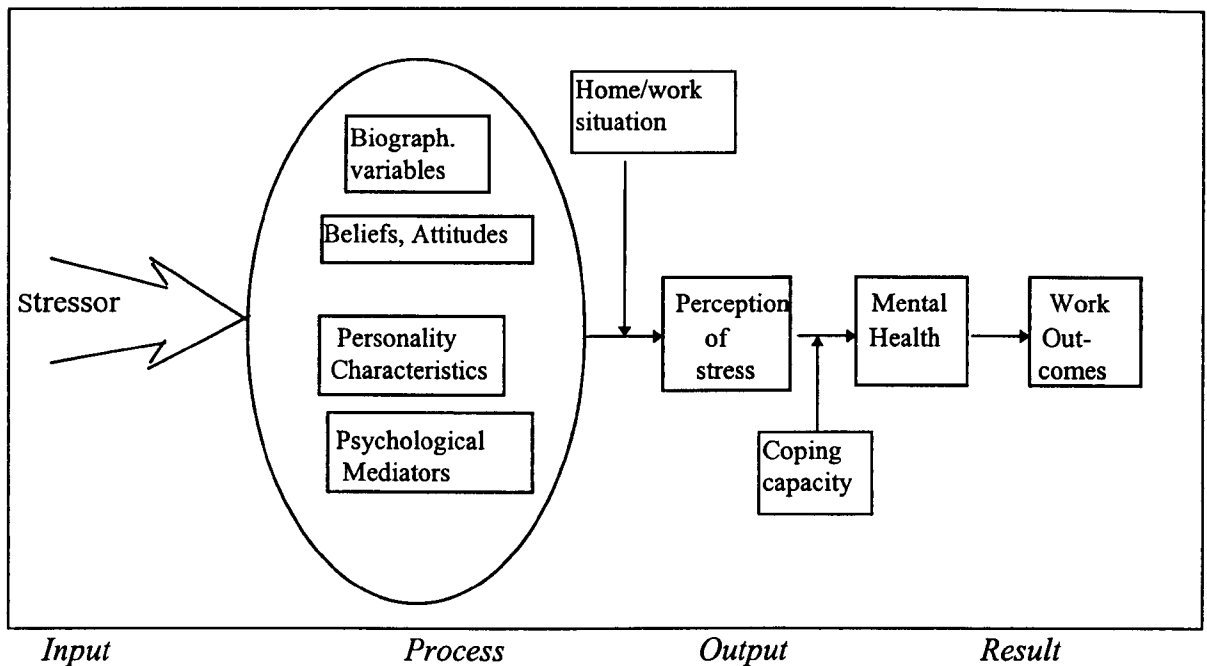 Stressor
Biograph.
variables
Beliefs, Attitudes
Personality
Characteristics
Psychological
Mediators
Home/work
situation
Perception
of
stress
Coping
capacity
Mental
Health
Work
Out-
comes
Input Process Output Result